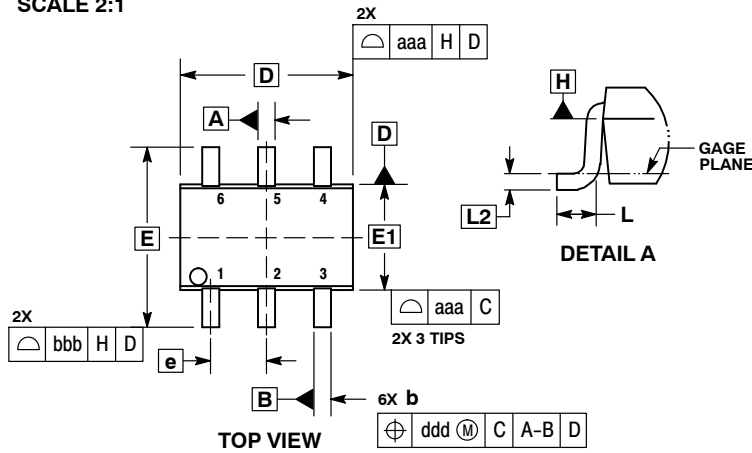 SCALE 2:1
2X
aaa H D
D
A
D
H
GAGE
PLANE
6 5 4
L2
L
E
E1
DETAIL A
1 2 3
aaa C
2X 3 TIPS
2X
bbb H D
e
B
6X b
ddd Ⓜ C A-B D
TOP VIEW